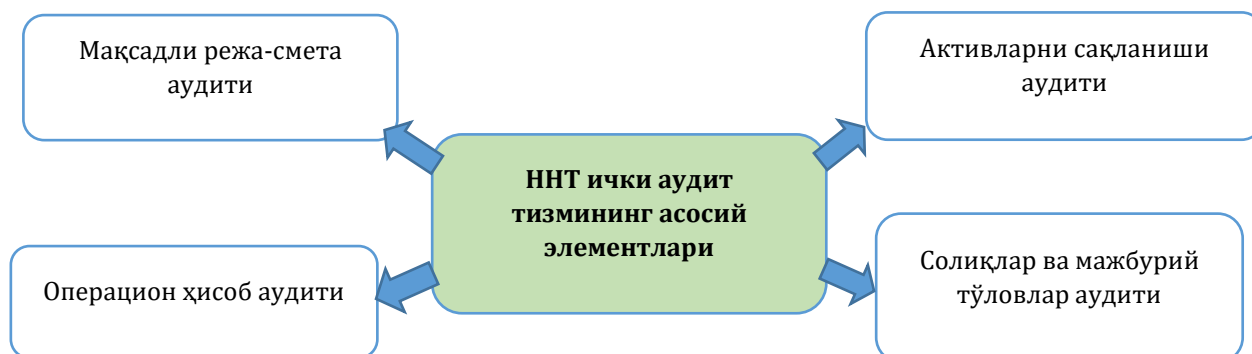 Мақсадли режа-смета
аудити
Активларни сақланиши
аудити
ННТ ички аудит
тизмининг асосий
элементлари
Операцион ҳисоб аудити
Солиқлар ва мажбурий
тўловлар аудити